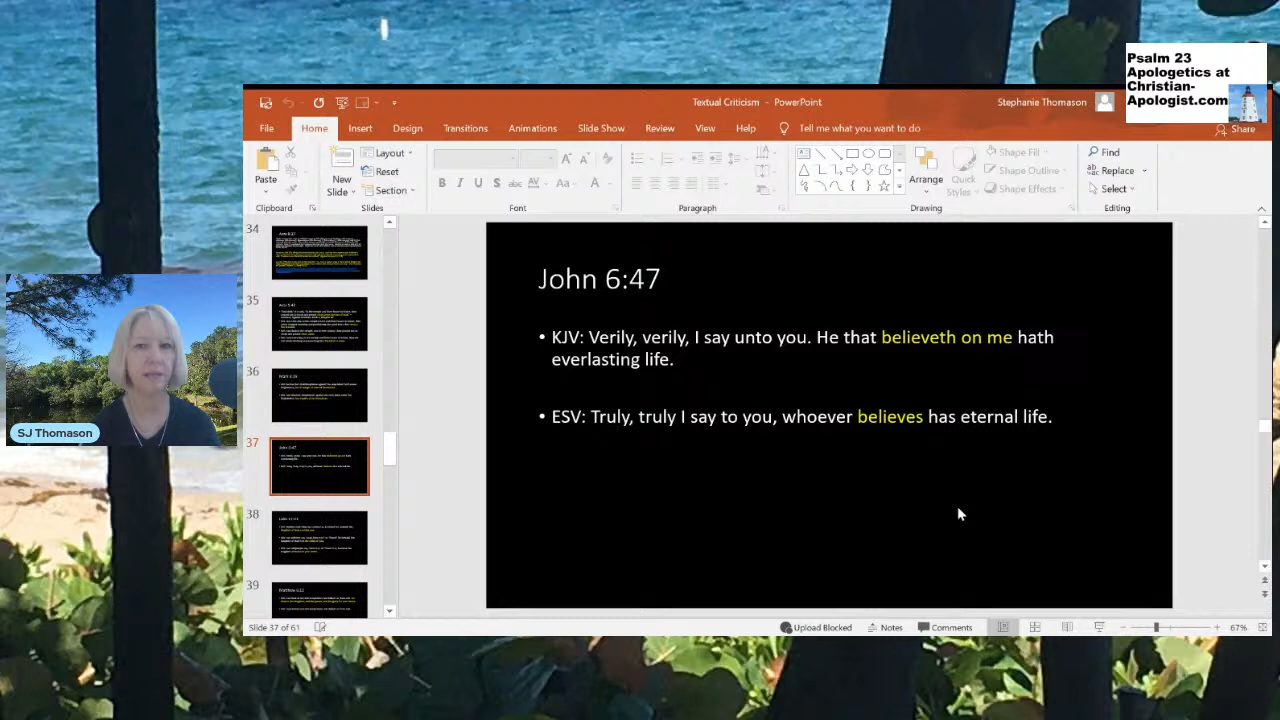 Psalm 23
Apologetics at
Christian-
Apologist.com
Textual Criticism - PowerPoint
Stephanie Thomason
File Home Insert Design Transitions Animations Slide Show Review View Help Tell me what you want to do
Share
Paste
New
Slide
Layout
Reset
Section
B I U S abc AV Aa A
Arrange
Quick
Styles
Shape Fill
Shape Outline
Shape Effects
Find
Replace
Select
Clipboard Slides Font Paragraph Drawing Editing
34
35
36
37
38
39
John 6:47
• KJV: Verily, verily, I say unto you. He that believeth on me hath
everlasting life.
• ESV: Truly, truly I say to you, whoever believes has eternal life.
SJ Thomason
Slide 37 of 61
Upload Blocked
Notes
Comments
67%